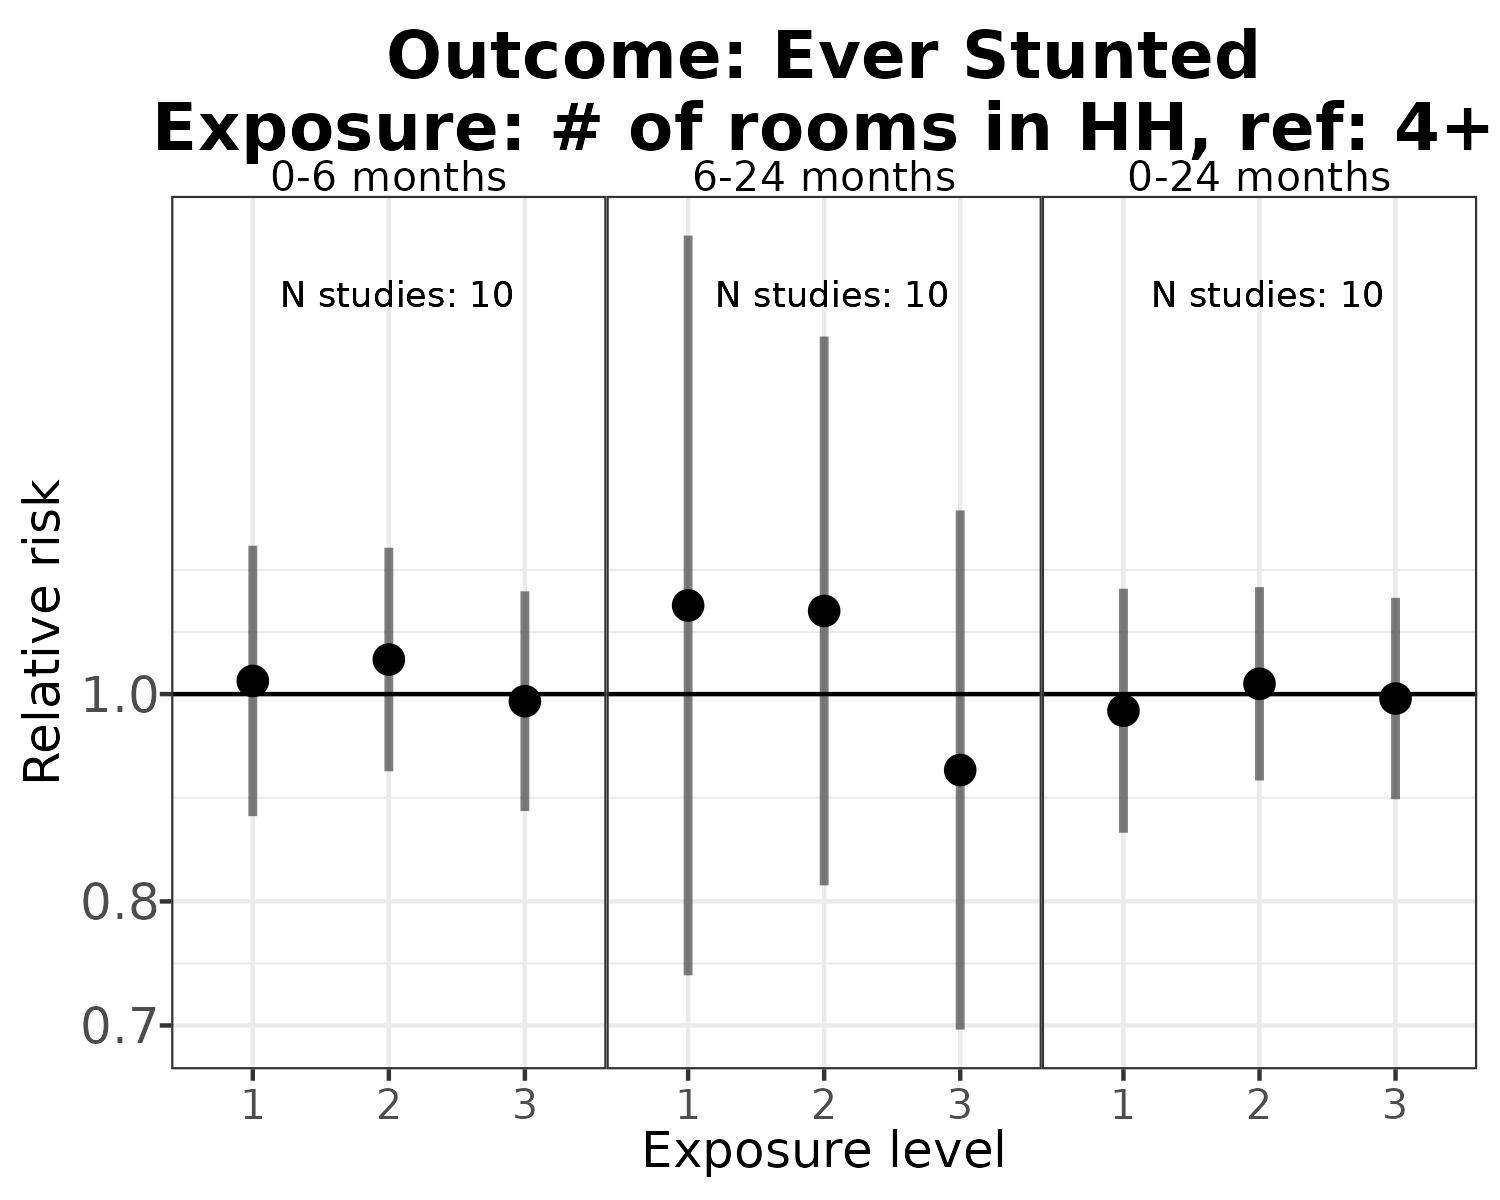 Outcome: Ever Stunted
Exposure: # of rooms in HH, ref: 4+
0-6 months
6-24 months
0-24 months
N studies: 10
N studies: 10
N studies: 10
Relative risk
1.0
0.8
0.7
1 2 3
1 2 3
1 2 3
Exposure level